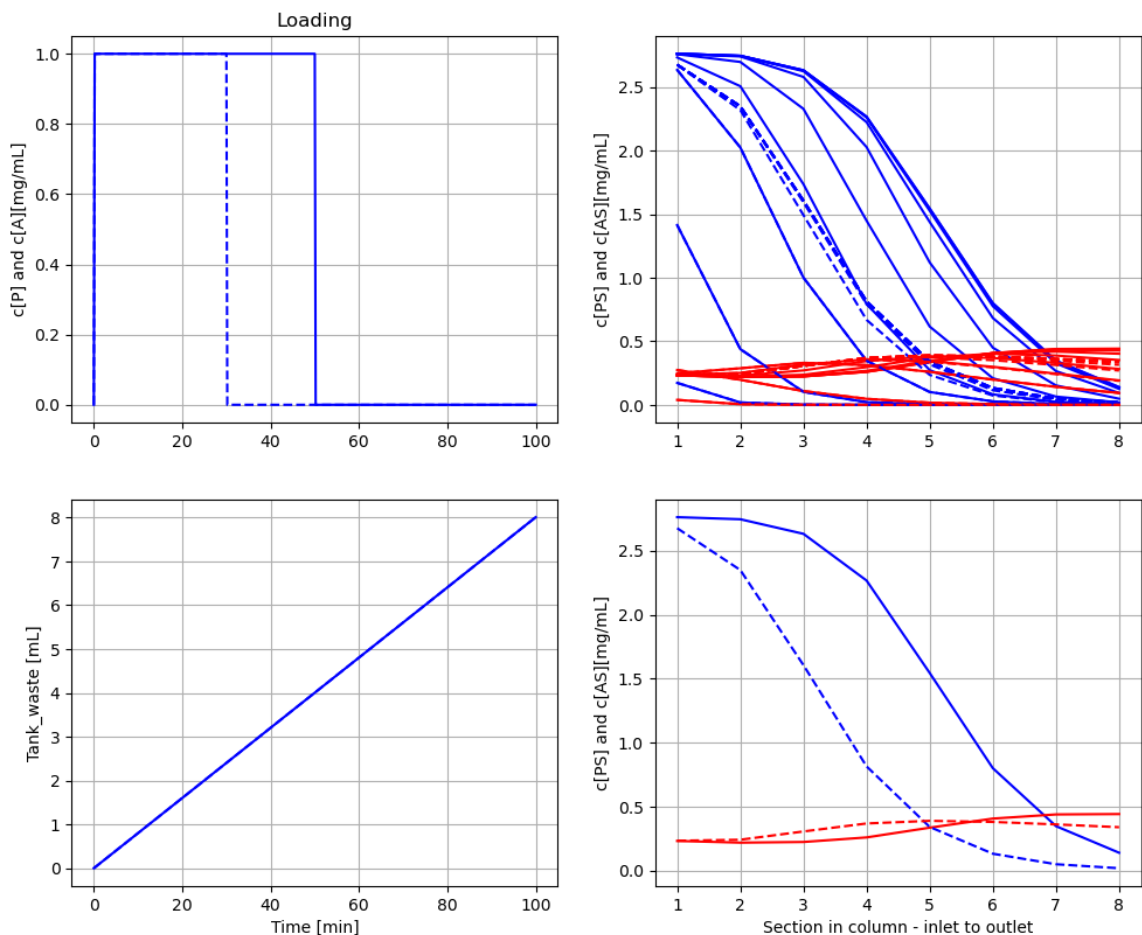 Loading
c[P] and c[A][mg/mL]
1.0
0.8
0.6
0.4
0.2
0.0
0 20 40 60 80 100
c[PS] and c[AS][mg/mL]
2.5
2.0
1.5
1.0
0.5
0.0
1 2 3 4 5 6 7 8
Tank_waste [mL]
8
7
6
5
4
3
2
1
0
0 20 40 60 80 100
Time [min]
c[PS] and c[AS][mg/mL]
2.5
2.0
1.5
1.0
0.5
0.0
1 2 3 4 5 6 7 8
Section in column - inlet to outlet